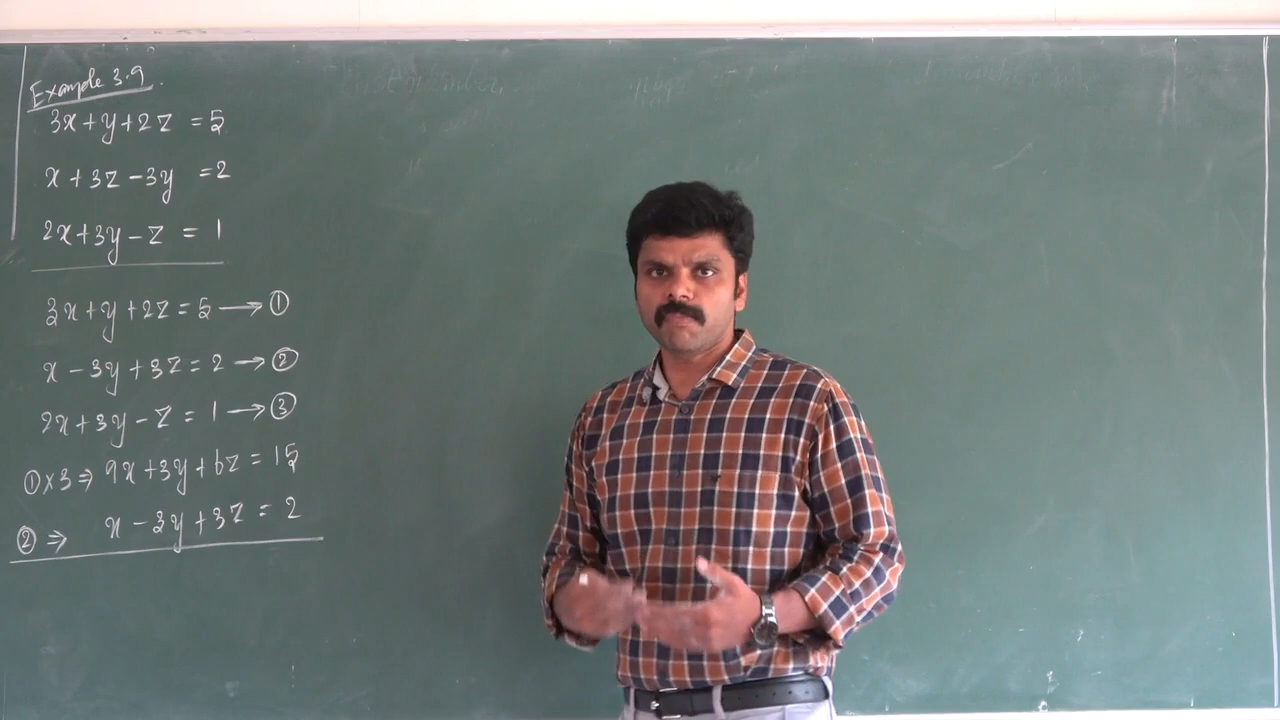 Example 3.9.
3x+y+2z = 5
x+3z-3y = 2
2x+3y-z = 1
3x+y+2z = 5 → ①
x-3y+3z = 2 → ②
2x+3y-z = 1 → ③
①×3 ⇒ 9x+3y+6z = 15
② ⇒ x-3y+3z = 2